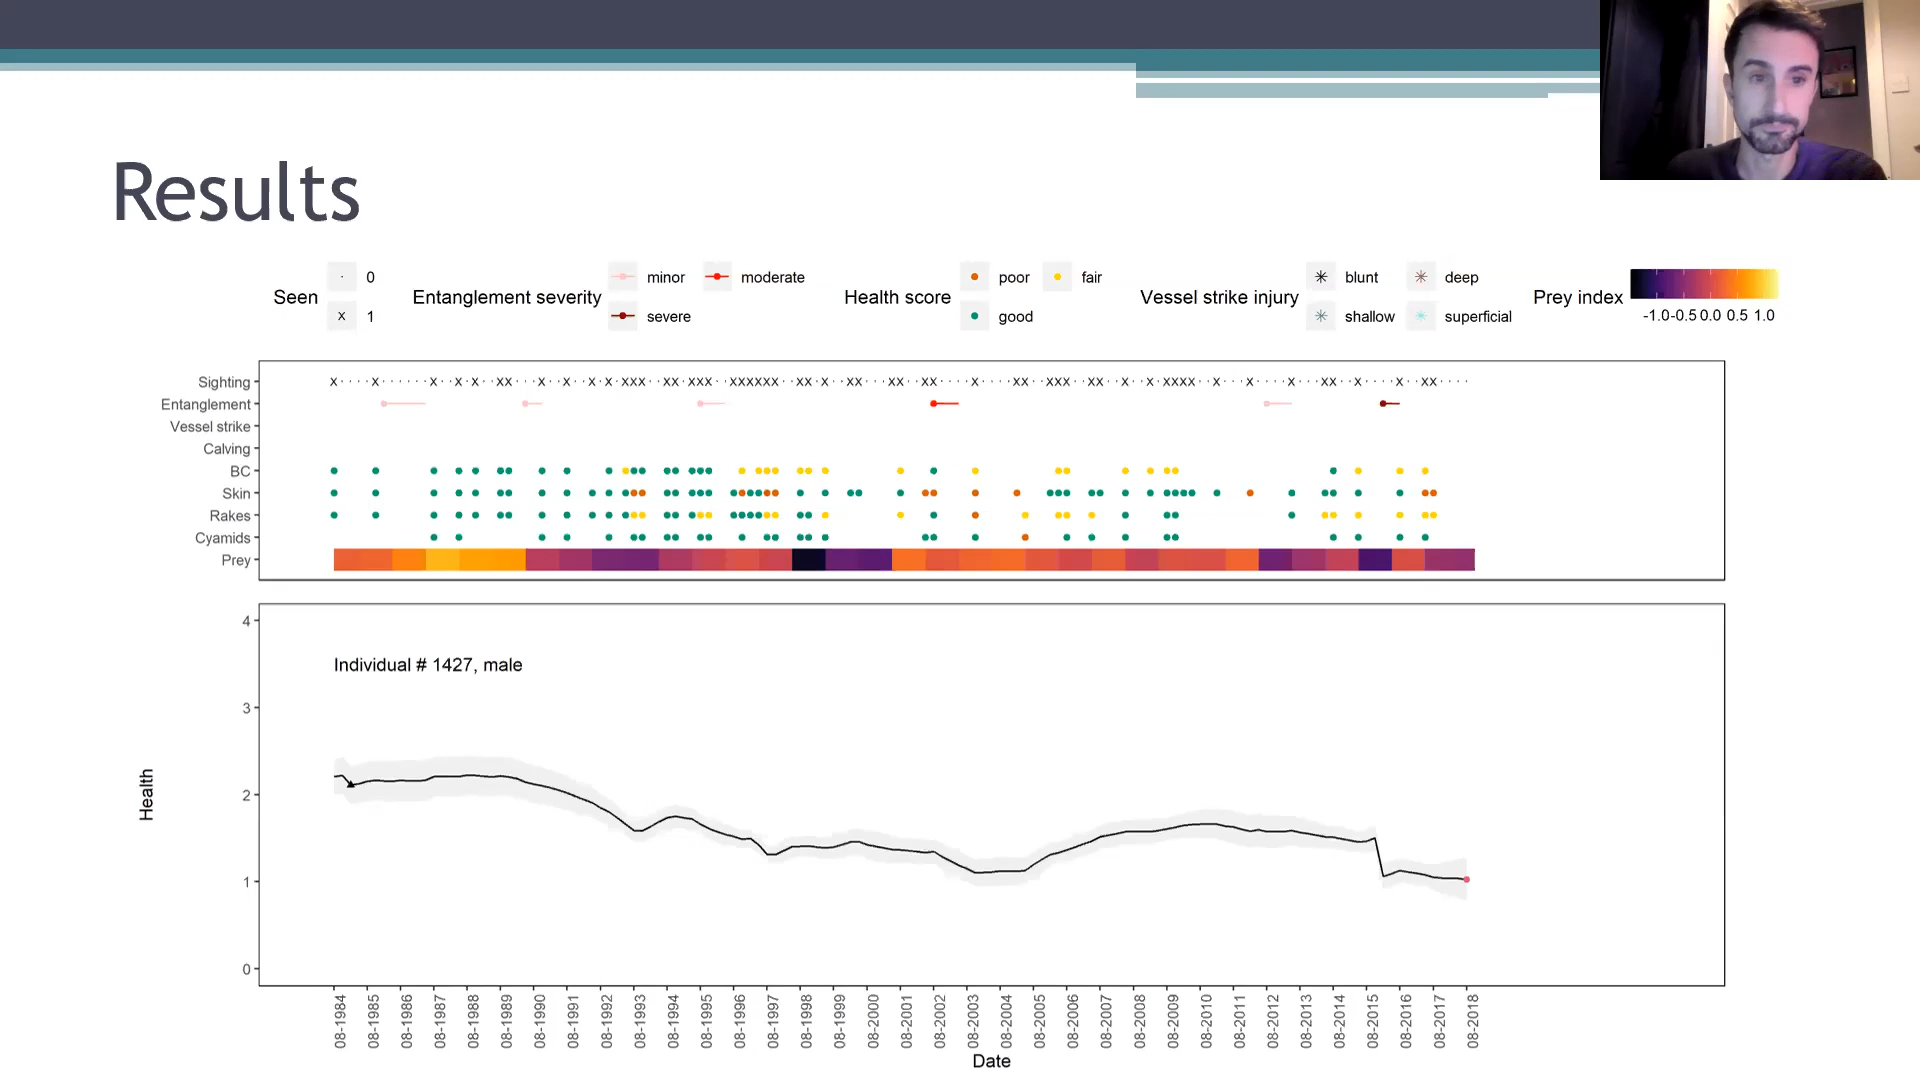 Results
Seen
0
x 1
Entanglement severity
minor moderate
severe
Health score
poor fair
good
Vessel strike injury
blunt deep
shallow superficial
Prey index
-1.0 -0.5 0.0 0.5 1.0
Sighting
Entanglement
Vessel strike
Calving
BC
Skin
Rakes
Cyamids
Prey
4
3
2
1
0
Health
Individual # 1427, male
08-1984
08-1985
08-1986
08-1987
08-1988
08-1989
08-1990
08-1991
08-1992
08-1993
08-1994
08-1995
08-1996
08-1997
08-1998
08-1999
08-2000
08-2001
08-2002
08-2003
08-2004
08-2005
08-2006
08-2007
08-2008
08-2009
08-2010
08-2011
08-2012
08-2013
08-2014
08-2015
08-2016
08-2017
08-2018
Date